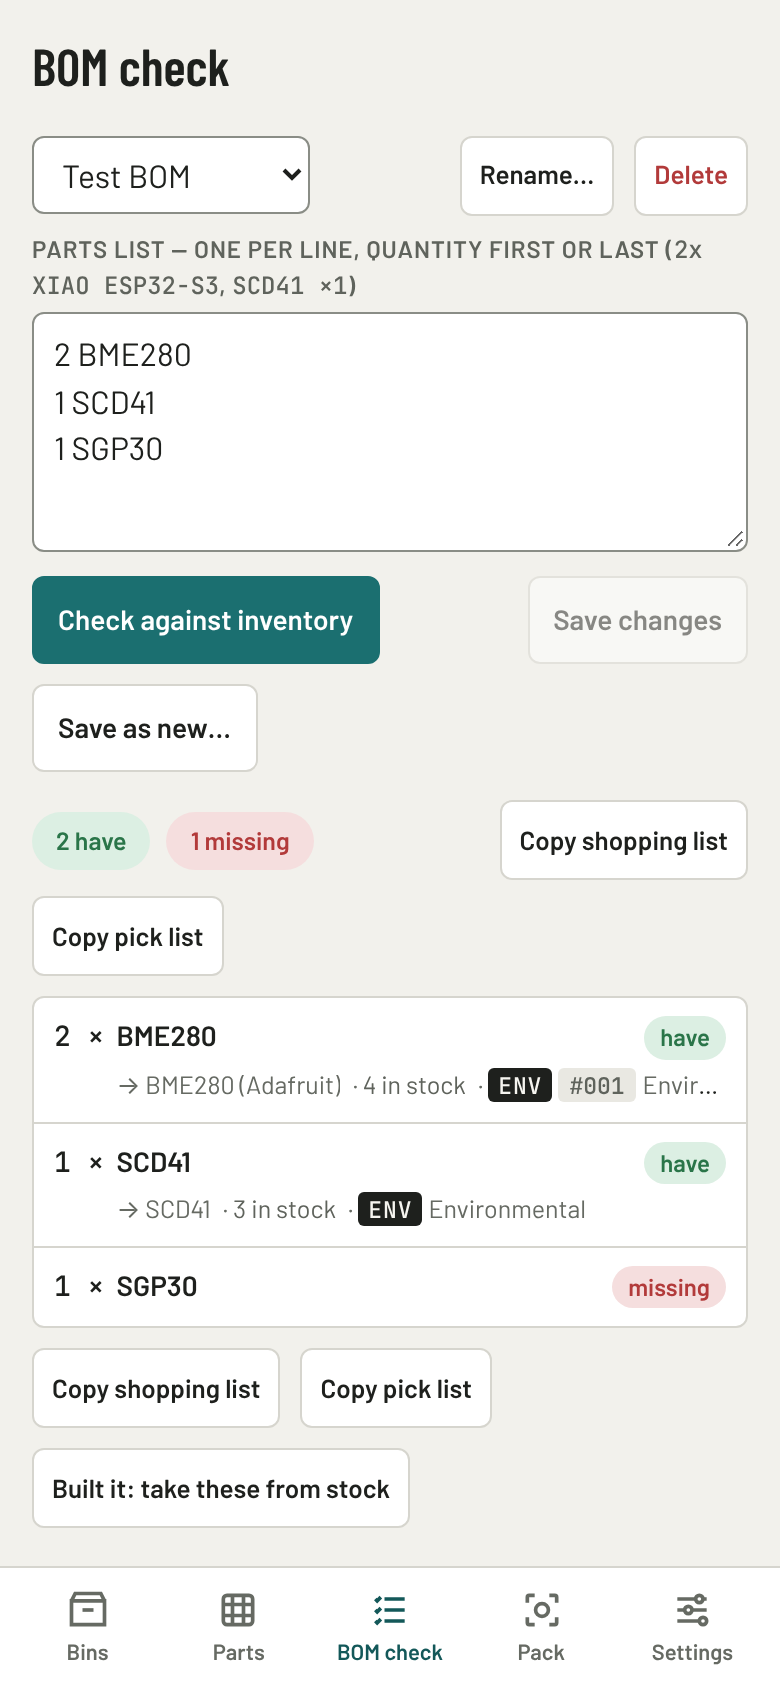 BOM check
Test BOM
Rename...
Delete
PARTS LIST — ONE PER LINE, QUANTITY FIRST OR LAST (2x
XIAO ESP32-S3, SCD41 ×1)
2 BME280
1 SCD41
1 SGP30
Check against inventory
Save changes
Save as new...
2 have
1 missing
Copy shopping list
Copy pick list
2 × BME280
have
→ BME280 (Adafruit) · 4 in stock · ENV #001 Envir...
1 × SCD41
have
→ SCD41 · 3 in stock · ENV Environmental
1 × SGP30
missing
Copy shopping list
Copy pick list
Built it: take these from stock
Bins
Parts
BOM check
Pack
Settings